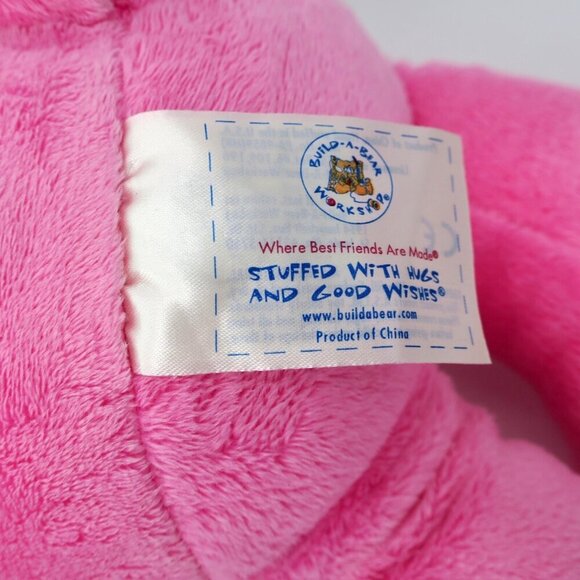 BUILD-A-BEAR
WORKSHOP®
Where Best Friends Are Made®
STUFFED WITH HUGS
AND GOOD WISHES®
www.buildabear.com
Product of China